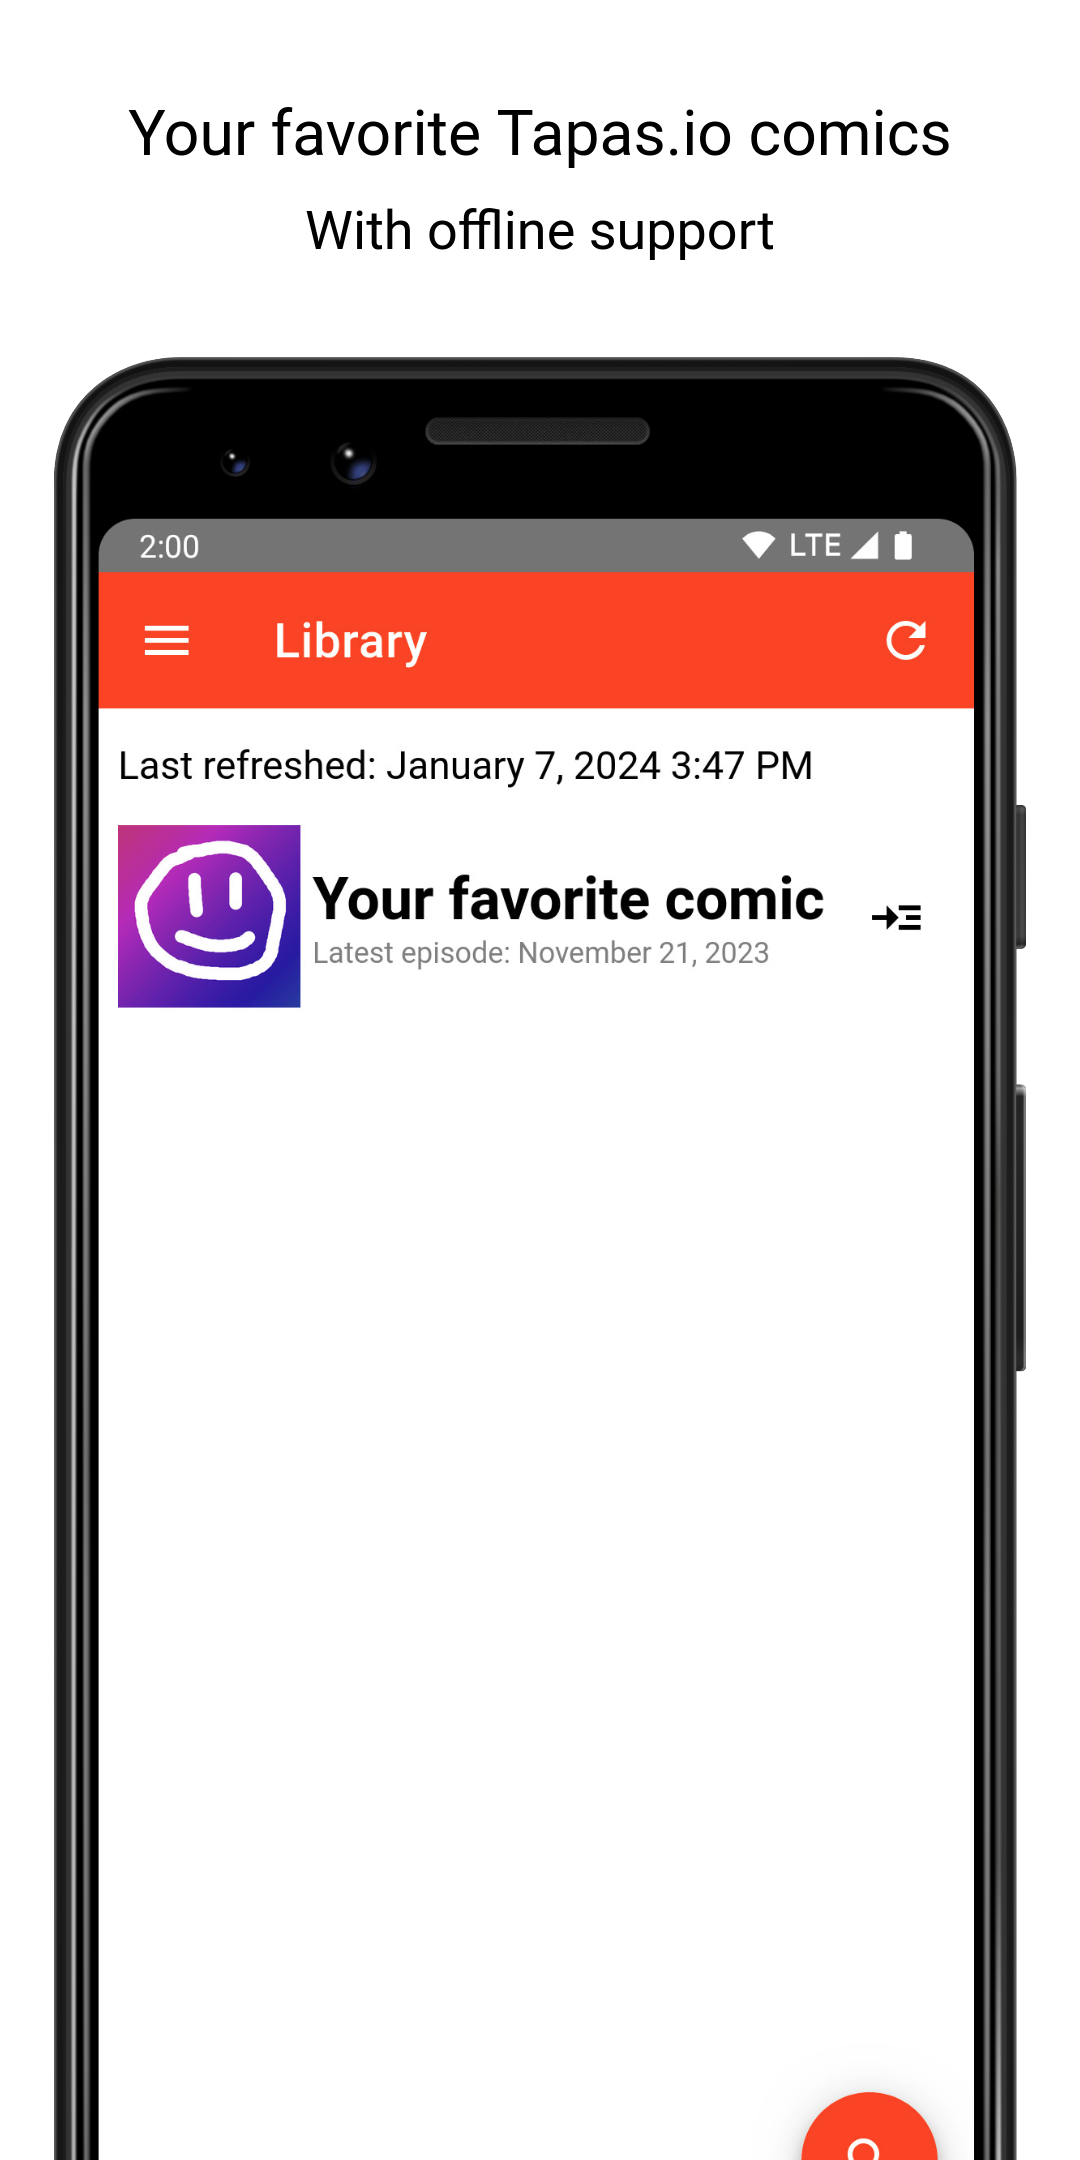 Your favorite Tapas.io comics
With offline support
2:00 LTE
Library
Last refreshed: January 7, 2024 3:47 PM
Your favorite comic
Latest episode: November 21, 2023